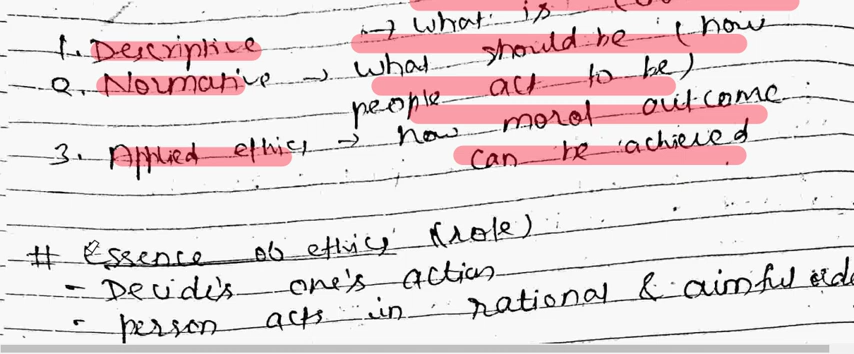 1. Descriptive → what is
2. Normative → what should be (how
people act to be)
3. Applied ethics → how moral outcome
can be achieved
# Essence of ethics (role)
- Decides one's action
- person acts in rational & aimful